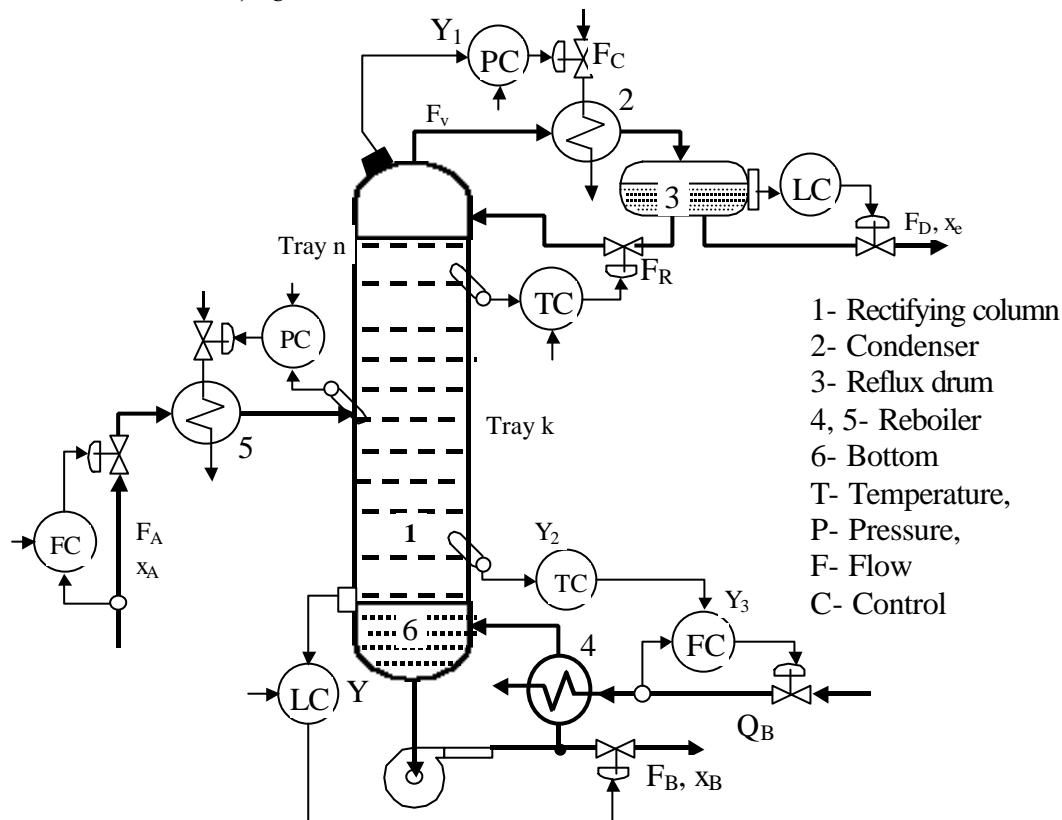 Y1
PC
FC
2
Fv
3
LC
FD, xe
Tray n
FR
TC
PC
5
Tray k
1- Rectifying column
2- Condenser
3- Reflux drum
4, 5- Reboiler
6- Bottom
T- Temperature,
P- Pressure,
F- Flow
C- Control
FC
FA
xA
1
Y2
TC
Y3
FC
6
4
LC
Y
QB
FB, xB